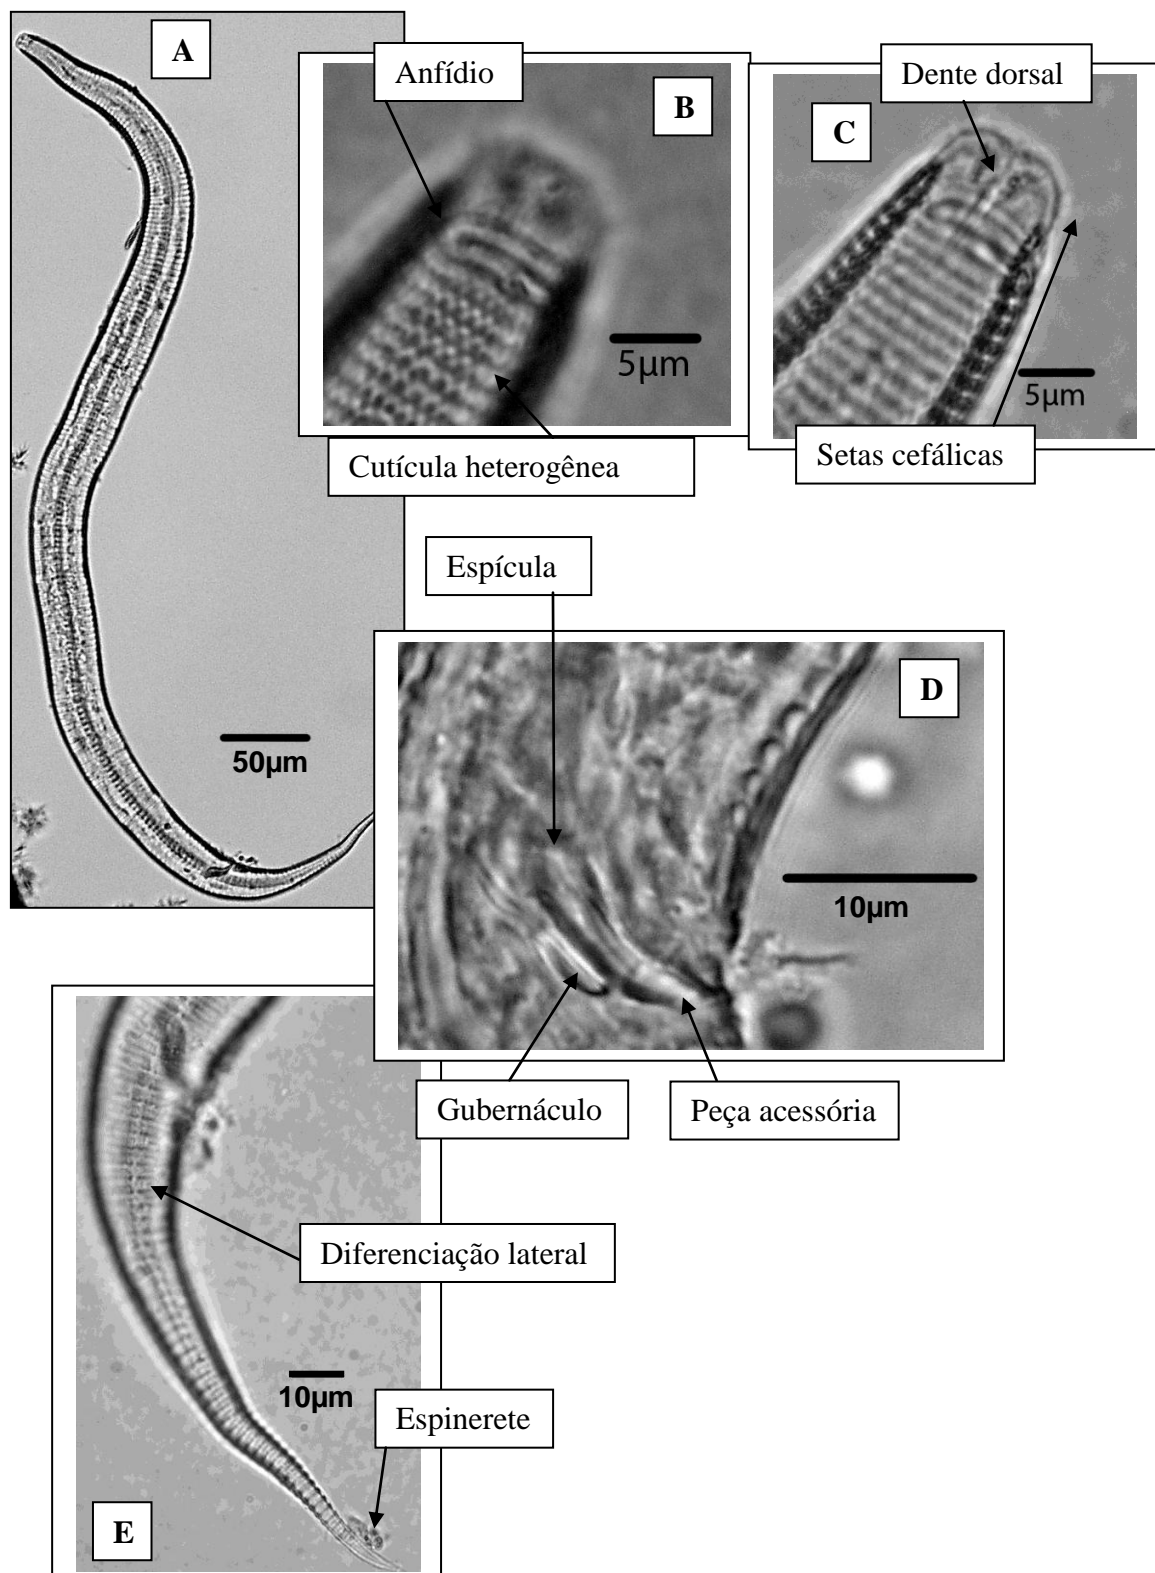 A
Anfídio
B
5µm
Cutícula heterogênea
Dente dorsal
C
5µm
Setas cefálicas
50µm
Espícula
D
10µm
Gubernáculo
Peça acessória
Diferenciação lateral
10µm
Espinerete
E